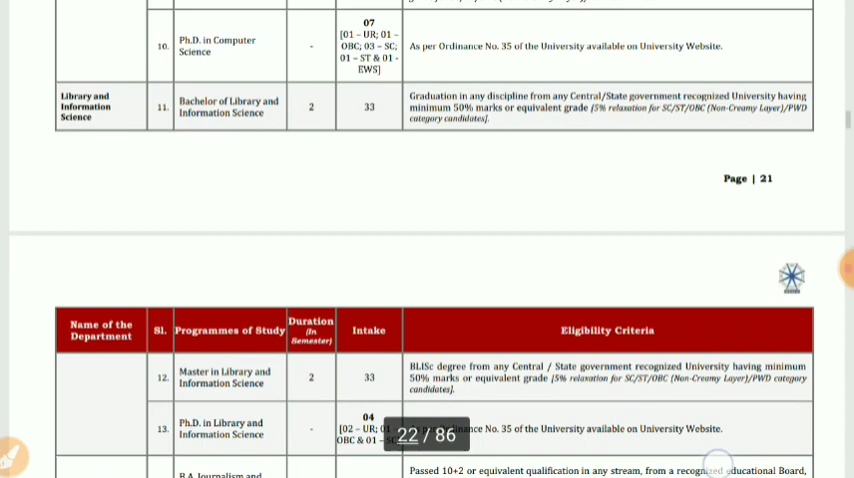 07
10. Ph.D. in Computer Science - [01 – UR; 01 – OBC; 03 – SC; 01 – ST & 01 - EWS] As per Ordinance No. 35 of the University available on University Website.
Library and Information Science 11. Bachelor of Library and Information Science 2 33 Graduation in any discipline from any Central/State government recognized University having
minimum 50% marks or equivalent grade [5% relaxation for SC/ST/OBC (Non-Creamy Layer)/PWD
category candidates].
Page | 21
Name of the Department Sl. Programmes of Study Duration (In Semester) Intake Eligibility Criteria
12. Master in Library and Information Science 2 33 BLISc degree from any Central / State government recognized University having minimum
50% marks or equivalent grade [5% relaxation for SC/ST/OBC (Non-Creamy Layer)/PWD category
candidates].
04
13. Ph.D. in Library and Information Science - [02 – UR; 01 OBC & 01 – No. 35 of the University available on University Website.
22 / 86
B.A. Journalism and Passed 10+2 or equivalent qualification in any stream, from a recognized educational Board,